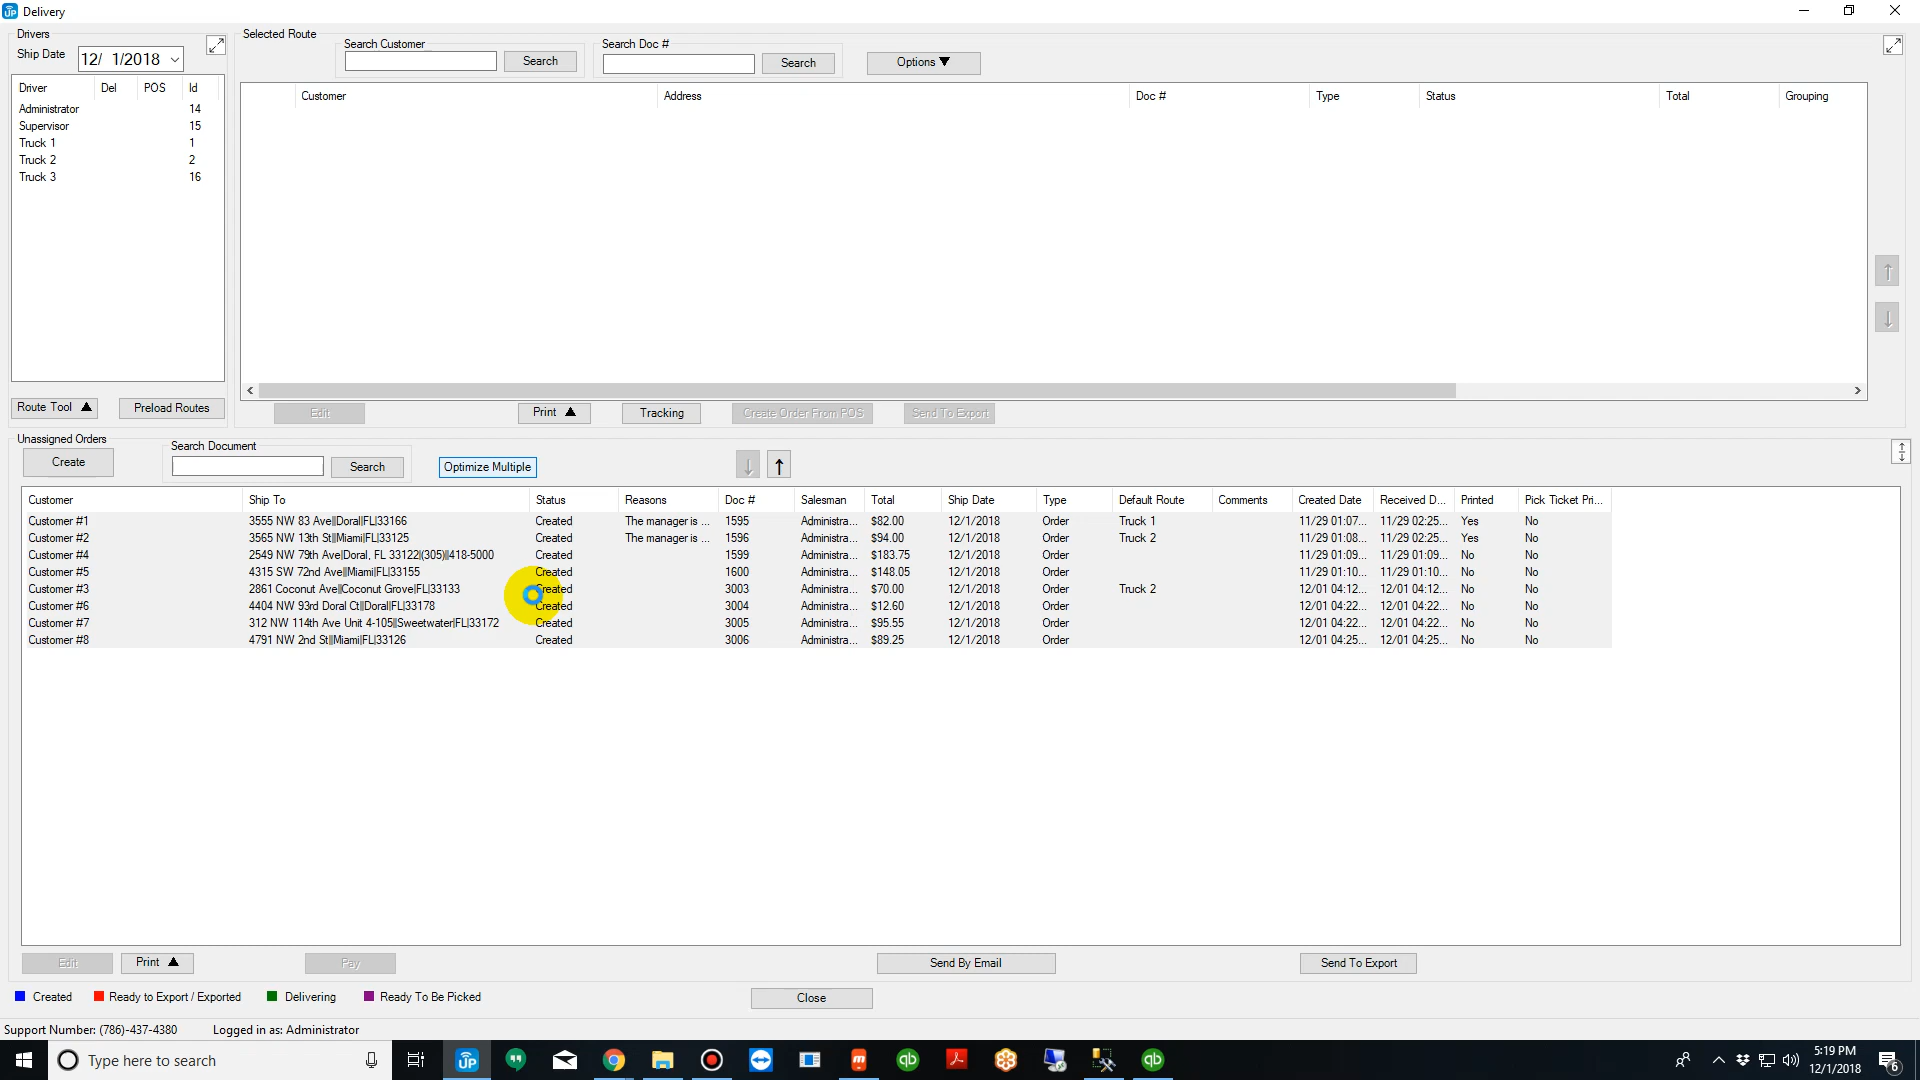 Delivery
Drivers
Ship Date 12/ 1/2018
Driver Del POS Id
Administrator 14
Supervisor 15
Truck 1 1
Truck 2 2
Truck 3 16
Route Tool Preload Routes
Selected Route
Search Customer
Search
Search Doc #
Search
Options
Customer Address Doc # Type Status Total Grouping
Edit Print Tracking Create Order From POS Send To Export
Unassigned Orders
Create
Search Document
Search
Optimize Multiple
Customer Ship To Status Reasons Doc # Salesman Total Ship Date Type Default Route Comments Created Date Received D... Printed Pick Ticket Pri...
Customer #1 3555 NW 83 Ave||Doral|FL|33166 Created The manager is ... 1595 Administra... $82.00 12/1/2018 Order Truck 1 11/29 01:07... 11/29 02:25... Yes No
Customer #2 3565 NW 13th St||Miami|FL|33125 Created The manager is ... 1596 Administra... $94.00 12/1/2018 Order Truck 2 11/29 01:08... 11/29 02:25... Yes No
Customer #4 2549 NW 79th Ave|Doral, FL 33122|(305)||418-5000 Created 1599 Administra... $183.75 12/1/2018 Order 11/29 01:09... 11/29 01:09... No No
Customer #5 4315 SW 72nd Ave||Miami|FL|33155 Created 1600 Administra... $148.05 12/1/2018 Order 11/29 01:10... 11/29 01:10... No No
Customer #3 2861 Coconut Ave||Coconut Grove|FL|33133 Created 3003 Administra... $70.00 12/1/2018 Order Truck 2 12/01 04:12... 12/01 04:12... No No
Customer #6 4404 NW 93rd Doral Ct||Doral|FL|33178 Created 3004 Administra... $12.60 12/1/2018 Order 12/01 04:22... 12/01 04:22... No No
Customer #7 312 NW 114th Ave Unit 4-105||Sweetwater|FL|33172 Created 3005 Administra... $95.55 12/1/2018 Order 12/01 04:22... 12/01 04:22... No No
Customer #8 4791 NW 2nd St||Miami|FL|33126 Created 3006 Administra... $89.25 12/1/2018 Order 12/01 04:25... 12/01 04:25... No No
Edit Print Pay Send By Email Send To Export
Created Ready to Export / Exported Delivering Ready To Be Picked Close
Support Number: (786)-437-4380 Logged in as: Administrator
Type here to search
5:19 PM
12/1/2018
6